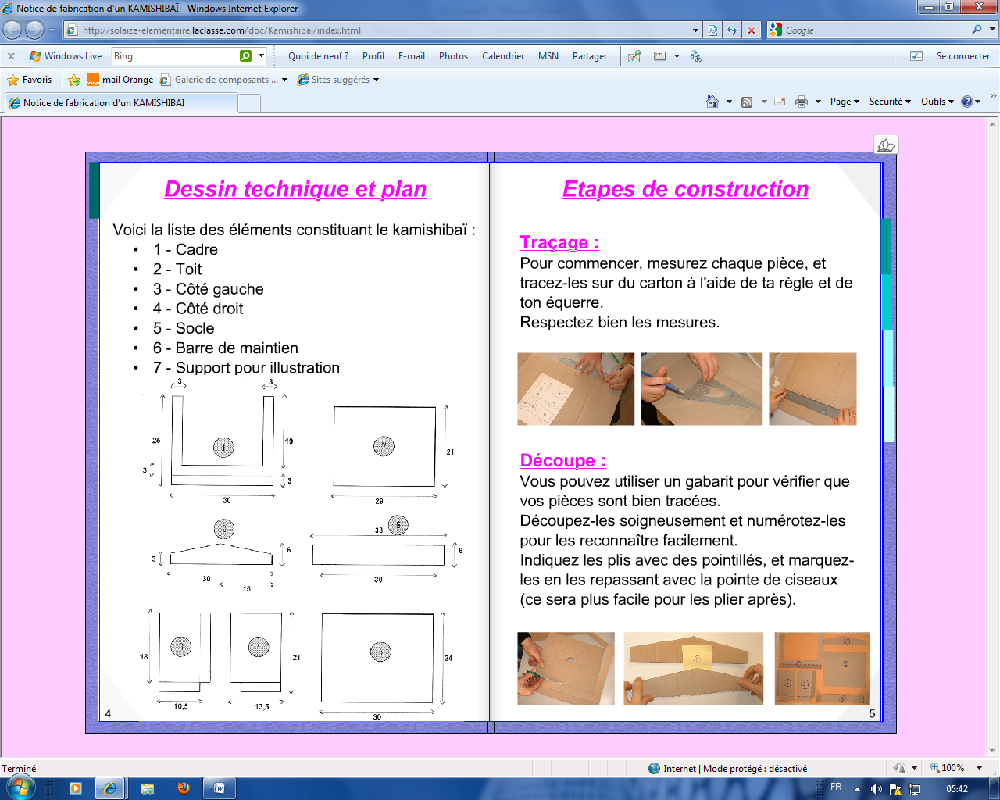 Notice de fabrication d'un KAMISHIBAÏ - Windows Internet Explorer
http://solaize-elementaire.laclasse.com/doc/Kamishibai/index.html
Google
Windows Live
Bing
Quoi de neuf ?
Profil
E-mail
Photos
Calendrier
MSN
Partager
Se connecter
Favoris
mail Orange
Galerie de composants ...
Sites suggérés
Notice de fabrication d'un KAMISHIBAÏ
Page
Sécurité
Outils
Dessin technique et plan
Voici la liste des éléments constituant le kamishibaï :
• 1 - Cadre
• 2 - Toit
• 3 - Côté gauche
• 4 - Côté droit
• 5 - Socle
• 6 - Barre de maintien
• 7 - Support pour illustration
3 3
25 1 19
3 3
30
7 21
29
2
3 6
30
15
38 6
6
30
18 3
10,5
4 21
13,5
5 24
30
4
Etapes de construction
Traçage :
Pour commencer, mesurez chaque pièce, et
tracez-les sur du carton à l'aide de ta règle et de
ton équerre.
Respectez bien les mesures.
Découpe :
Vous pouvez utiliser un gabarit pour vérifier que
vos pièces sont bien tracées.
Découpez-les soigneusement et numérotez-les
pour les reconnaître facilement.
Indiquez les plis avec des pointillés, et marquez-
les en les repassant avec la pointe de ciseaux
(ce sera plus facile pour les plier après).
5
Terminé
Internet | Mode protégé : désactivé
100%
FR
05:42